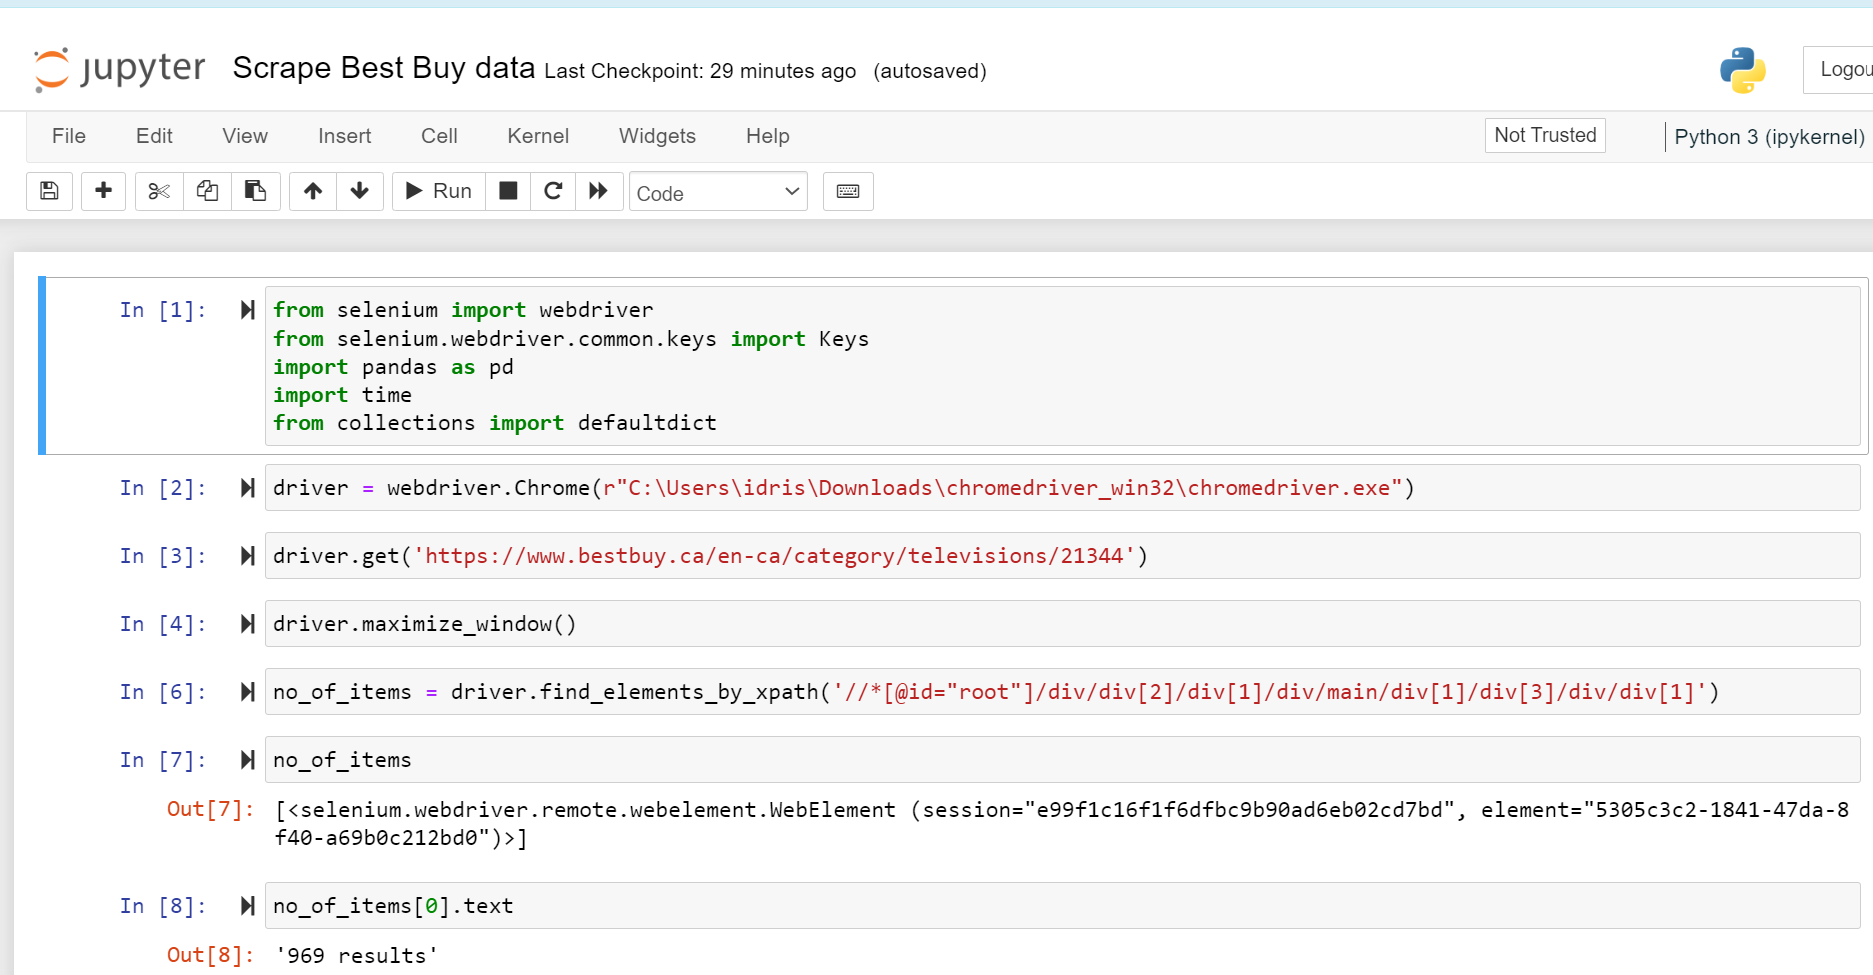 jupyter Scrape Best Buy data Last Checkpoint: 29 minutes ago (autosaved)
Logou
File Edit View Insert Cell Kernel Widgets Help
Not Trusted
Python 3 (ipykernel)
Run
Code
In [1]:
from selenium import webdriver
from selenium.webdriver.common.keys import Keys
import pandas as pd
import time
from collections import defaultdict
In [2]:
driver = webdriver.Chrome(r"C:\Users\idris\Downloads\chromedriver_win32\chromedriver.exe")
In [3]:
driver.get('https://www.bestbuy.ca/en-ca/category/televisions/21344')
In [4]:
driver.maximize_window()
In [6]:
no_of_items = driver.find_elements_by_xpath('//*[@id="root"]/div/div[2]/div[1]/div/main/div[1]/div[3]/div/div[1]')
In [7]:
no_of_items
Out[7]:
[<selenium.webdriver.remote.webelement.WebElement (session="e99f1c16f1f6dfbc9b90ad6eb02cd7bd", element="5305c3c2-1841-47da-8
f40-a69b0c212bd0")>]
In [8]:
no_of_items[0].text
Out[8]:
'969 results'